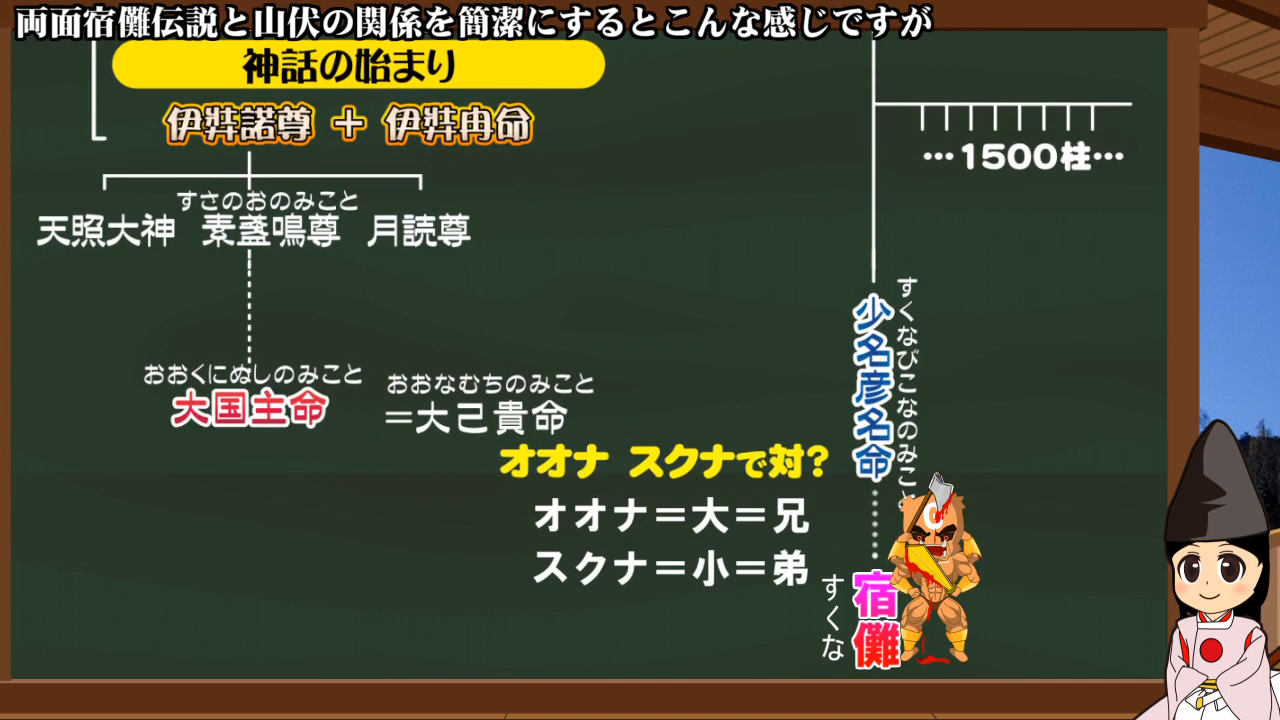 両面宿儺伝説と山伏の関係を簡潔にするとこんな感じですが
神話の始まり
伊弉諾尊 + 伊弉冉命
…1500柱…
すさのおのみこと
天照大神 素盞鳴尊 月読尊
おおくにぬしのみこと
大国主命
おおなむちのみこと
=大己貴命
すくなびこなのみこと
少名彦名命
オオナ スクナで対?
オオナ=大=兄
スクナ=小=弟
すくな
宿儺